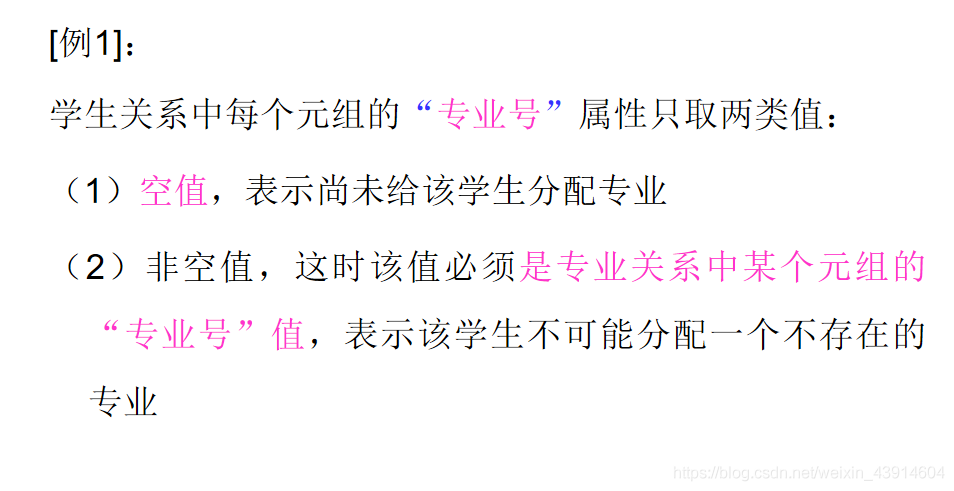 [例1]：
学生关系中每个元组的“专业号”属性只取两类值：
（1）空值，表示尚未给该学生分配专业
（2）非空值，这时该值必须是专业关系中某个元组的
“专业号”值，表示该学生不可能分配一个不存在的
专业
https://blog.csdn.net/weixin_43914604